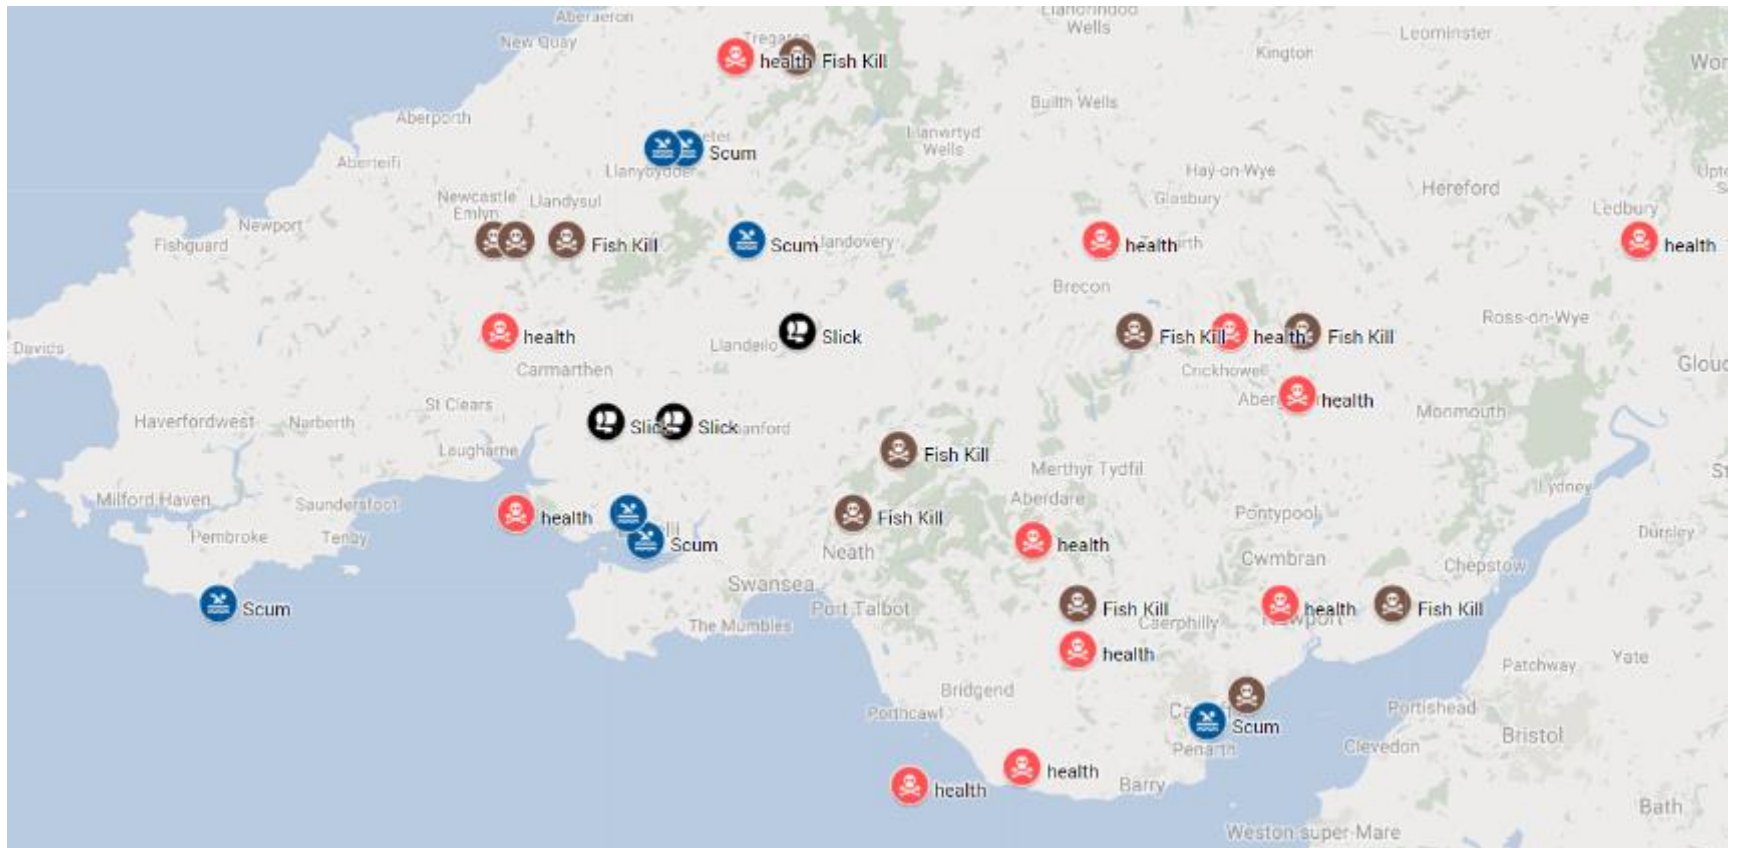 Aberaeron
Wells
New Quay
Kington
Leominster
health Fish Kill
Builth Wells
Aberporth
Llanwrtyd
Wells
Scum
Aberteifi
Llanybydder
Hay-on-Wye
Hereford
Newcastle
Emlyn
Llandysul
Glasbury
Ledbury
Newport
Fishguard
Fish Kill
Scum
health
health
Brecon
Ross-on-Wye
Davids
health
Llandeilo
Slick
Fish Kill
health
Fish Kill
Carmarthen
Crickhowell
St Clears
health
Monmouth
Haverfordwest
Narberth
Slick
Slick
Laugharne
Fish Kill
Merthyr Tydfil
Milford Haven
Saundersfoot
Aberdare
Lydney
health
Fish Kill
Pontypool
Pembroke
Tenby
Scum
Neath
health
Cwmbran
Dursley
Chepstow
Swansea
Scum
Port Talbot
Fish Kill
health
Fish Kill
The Mumbles
Caerphilly
Newport
health
Patchway
Yate
Bridgend
Porthcawl
Portishead
Scum
Bristol
Penarth
Clevedon
health
Barry
health
Bath
Weston-super-Mare